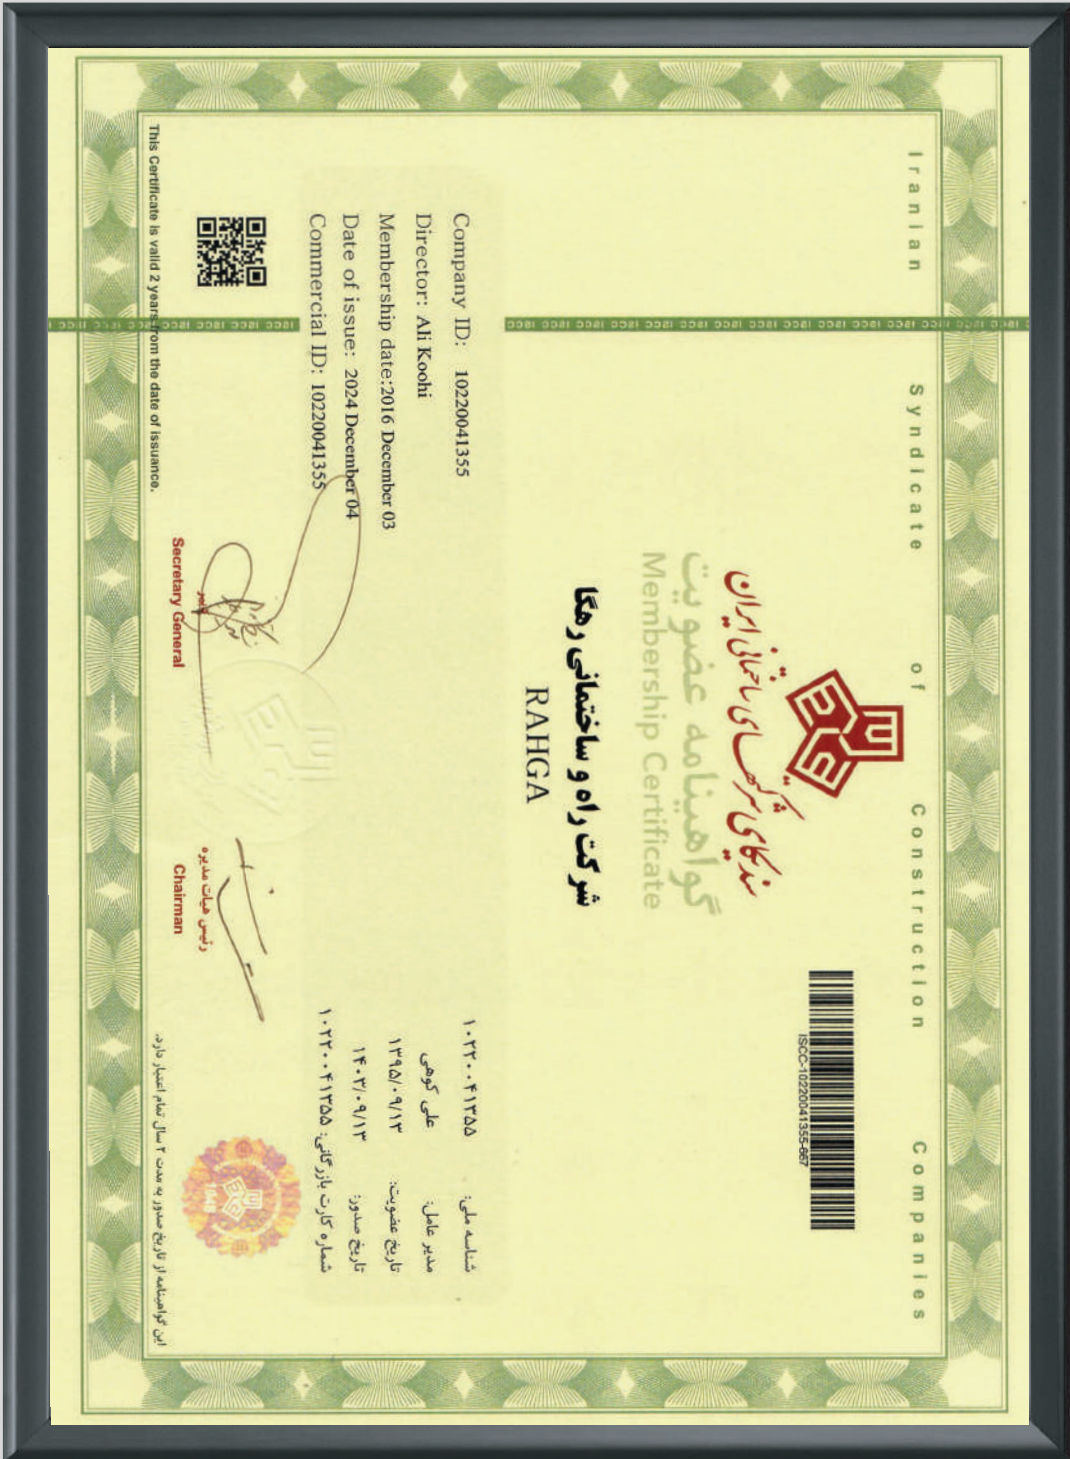 Iranian Syndicate of Construction Companies
سندیکای شرکتهای ساختمانی ایران
ISCC-10220041355-667
گواهینامه عضویت
Membership Certificate
شرکت راه و ساختمانی رهگا
RAHGA
Company ID: 10220041355
شناسه ملی: ۱۰۲۲۰۰۴۱۳۵۵
Director: Ali Koohi
مدیر عامل: علی کوهی
Membership date:2016 December 03
تاریخ عضویت: ۱۳۹۵/۰۹/۱۳
Date of issue: 2024 December 04
تاریخ صدور: ۱۴۰۳/۰۹/۱۳
Commercial ID: 10220041355
شماره کارت بازرگانی: ۱۰۲۲۰۰۴۱۳۵۵
دبیر
Secretary General
رئیس هیات مدیره
Chairman
This Certificate is valid 2 years from the date of issuance.
این گواهینامه از تاریخ صدور به مدت ۲ سال تمام اعتبار دارد.